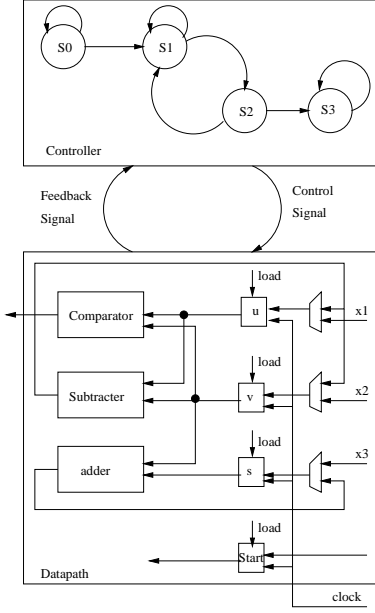 S0
S1
S2
S3
Controller
Feedback
Signal
Control
Signal
load
Comparator
u
x1
load
Subtracter
v
x2
load
x3
adder
s
load
Start
Datapath
clock